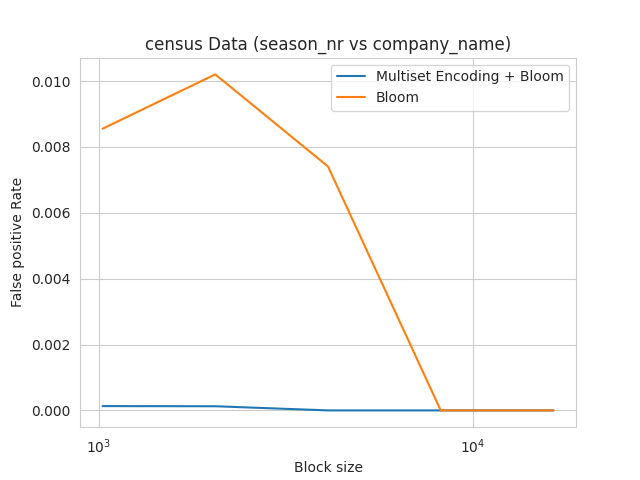 census Data (season_nr vs company_name)
Multiset Encoding + Bloom
Bloom
False positive Rate
0.010
0.008
0.006
0.004
0.002
0.000
10³
10⁴
Block size